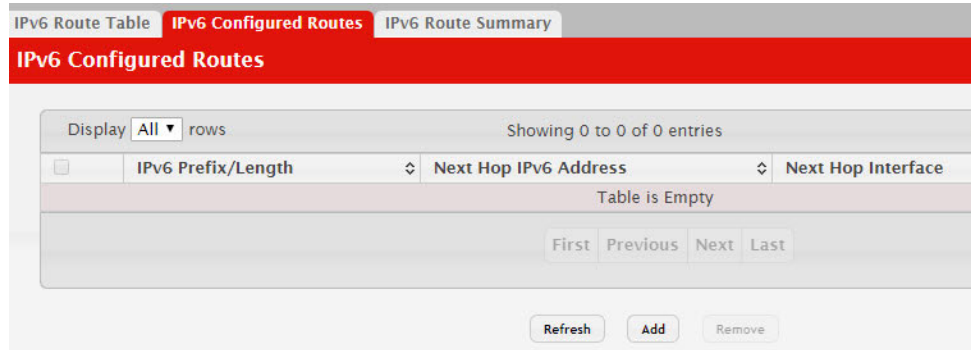 IPv6 Route Table IPv6 Configured Routes IPv6 Route Summary
IPv6 Configured Routes
Display All rows Showing 0 to 0 of 0 entries
IPv6 Prefix/Length Next Hop IPv6 Address Next Hop Interface
Table is Empty
First Previous Next Last
Refresh Add Remove